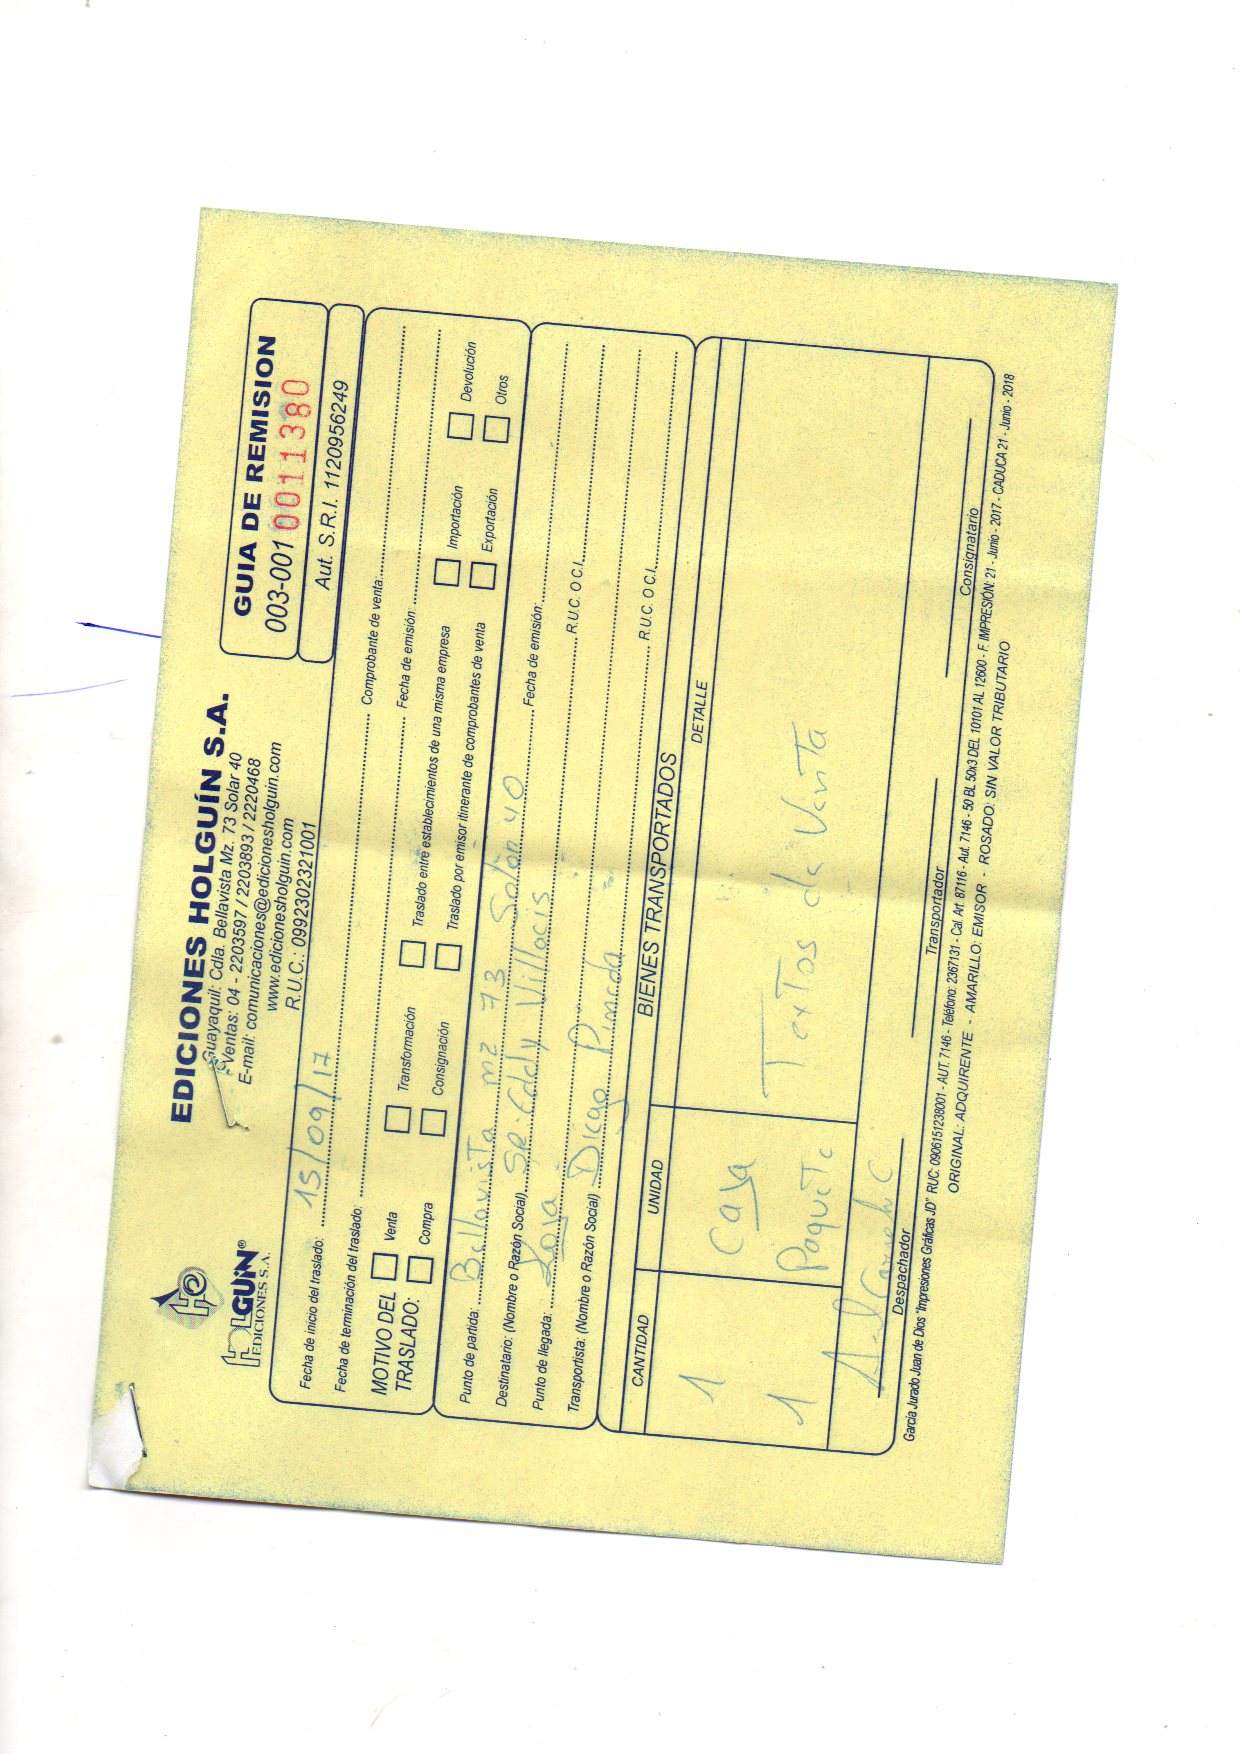 HOLGUÍN®
EDICIONES S.A.
EDICIONES HOLGUÍN S.A.
Guayaquil: Cdla. Bellavista Mz. 73 Solar 40
Ventas: 04 - 2203597 / 2203893 / 2220468
E-mail: comunicaciones@edicionesholguin.com
www.edicionesholguin.com
R.U.C.: 0992302321001
GUIA DE REMISION
003-001 0011380
Aut. S.R.I. 1120956249
Fecha de inicio del traslado: 15/09/17 Comprobante de venta:
Fecha de terminación del traslado: Fecha de emisión:
MOTIVO DEL TRASLADO:
Venta Transformación Traslado entre establecimientos de una misma empresa Importación Devolución
Compra Consignación Traslado por emisor itinerante de comprobantes de venta Exportación Otros
Punto de partida: Bellavista mz 73 Solar 40 Fecha de emisión:
Destinatario: (Nombre o Razón Social) SR. Eddy Villacis R.U.C. O C.I.
Punto de llegada: Loja
Transportista: (Nombre o Razón Social) Diego Pineda R.U.C. O C.I.
BIENES TRANSPORTADOS
CANTIDAD UNIDAD DETALLE
1 Caja
1 Paquete Textos de Venta
Despachador Transportador Consignatario
García Jurado Juan de Dios "Impresiones Gráficas JD" RUC: 0906151238001 - AUT. 7146 - Teléfono: 2367131 - Cal. Art. 87116 - Aut. 7146 - 50 BL 50x3 DEL 10101 AL 12600 - F. IMPRESIÓN: 21 - Junio - 2017 - CADUCA 21 - Junio - 2018
ORIGINAL: ADQUIRENTE - AMARILLO: EMISOR - ROSADO: SIN VALOR TRIBUTARIO